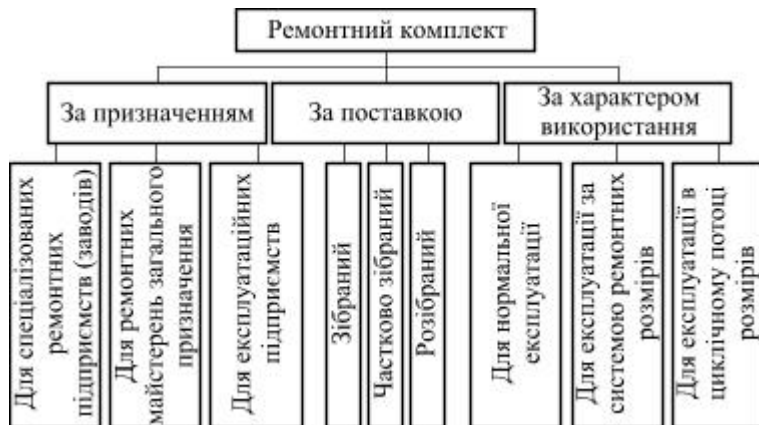 Ремонтний комплект
За призначенням
За поставкою
За характером
використання
Для спеціалізованих
ремонтних
підприємств (заводів)
Для ремонтних
майстерень загального
призначення
Для експлуатаційних
підприємств
Зібраний
Частково зібраний
Розібраний
Для нормальної
експлуатації
Для експлуатації за
системою ремонтних
розмірів
Для експлуатації в
циклічному потоці
розмірів